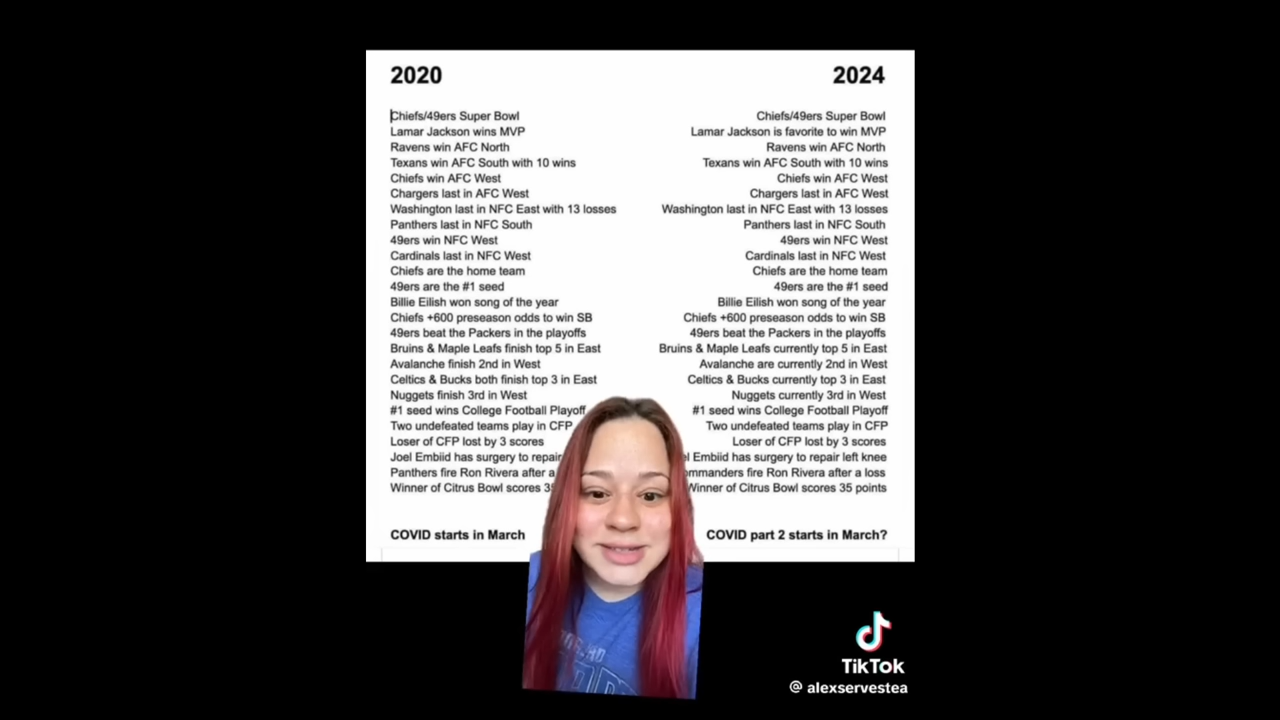 2020
2024
Chiefs/49ers Super Bowl
Chiefs/49ers Super Bowl
Lamar Jackson wins MVP
Lamar Jackson is favorite to win MVP
Ravens win AFC North
Ravens win AFC North
Texans win AFC South with 10 wins
Texans win AFC South with 10 wins
Chiefs win AFC West
Chiefs win AFC West
Chargers last in AFC West
Chargers last in AFC West
Washington last in NFC East with 13 losses
Washington last in NFC East with 13 losses
Panthers last in NFC South
Panthers last in NFC South
49ers win NFC West
49ers win NFC West
Cardinals last in NFC West
Cardinals last in NFC West
Chiefs are the home team
Chiefs are the home team
49ers are the #1 seed
49ers are the #1 seed
Billie Eilish won song of the year
Billie Eilish won song of the year
Chiefs +600 preseason odds to win SB
Chiefs +600 preseason odds to win SB
49ers beat the Packers in the playoffs
49ers beat the Packers in the playoffs
Bruins & Maple Leafs finish top 5 in East
Bruins & Maple Leafs currently top 5 in East
Avalanche finish 2nd in West
Avalanche are currently 2nd in West
Celtics & Bucks both finish top 3 in East
Celtics & Bucks currently top 3 in East
Nuggets finish 3rd in West
Nuggets currently 3rd in West
#1 seed wins College Football Playoff
#1 seed wins College Football Playoff
Two undefeated teams play in CFP
Two undefeated teams play in CFP
Loser of CFP lost by 3 scores
Loser of CFP lost by 3 scores
Joel Embiid has surgery to repair
Embiid has surgery to repair left knee
Panthers fire Ron Rivera after a
fire Ron Rivera after a loss
Winner of Citrus Bowl scores
Winner of Citrus Bowl scores 35 points
COVID starts in March
COVID part 2 starts in March?
TikTok
@ alexservestea